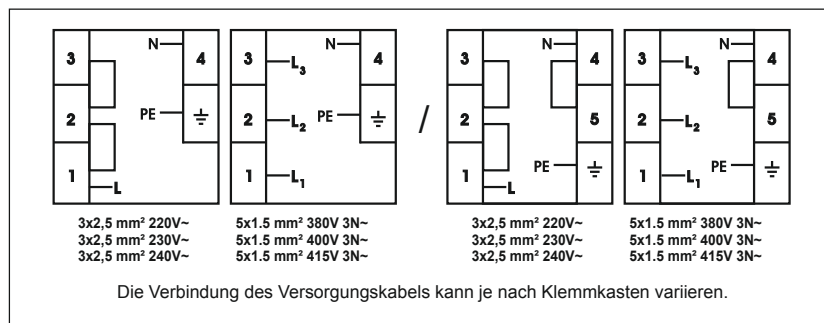 3 N 4
2 PE ⏚
1 L
3x2,5 mm² 220V~
3x2,5 mm² 230V~
3x2,5 mm² 240V~
3 L3 N 4
2 L2 PE ⏚
1 L1
5x1.5 mm² 380V 3N~
5x1.5 mm² 400V 3N~
5x1.5 mm² 415V 3N~
/
3 N 4
2 5
1 L PE ⏚
3x2,5 mm² 220V~
3x2,5 mm² 230V~
3x2,5 mm² 240V~
3 L3 N 4
2 L2 5
1 L1 PE ⏚
5x1.5 mm² 380V 3N~
5x1.5 mm² 400V 3N~
5x1.5 mm² 415V 3N~
Die Verbindung des Versorgungskabels kann je nach Klemmkasten variieren.